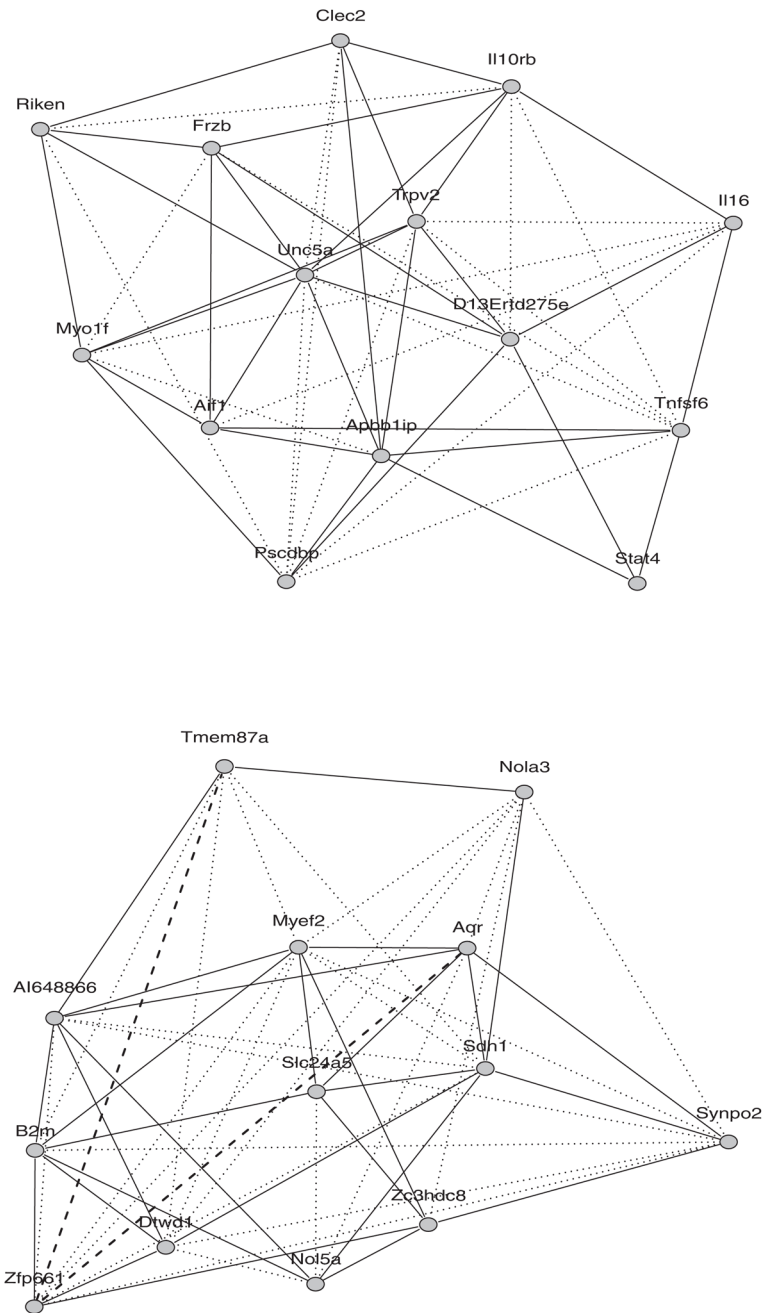 Clec2
Il10rb
Riken
Frzb
Trpv2
Il16
Unc5a
D13Ertd275e
Myo1f
Aif1
Tnfsf6
Apbb1ip
Pscdbp
Stat4
Tmem87a
Nola3
Myef2
Aqr
AI648866
Sdh1
Slc24a5
Synpo2
B2m
Zc3hdc8
Dtwd1
Nol5a
Zfp661